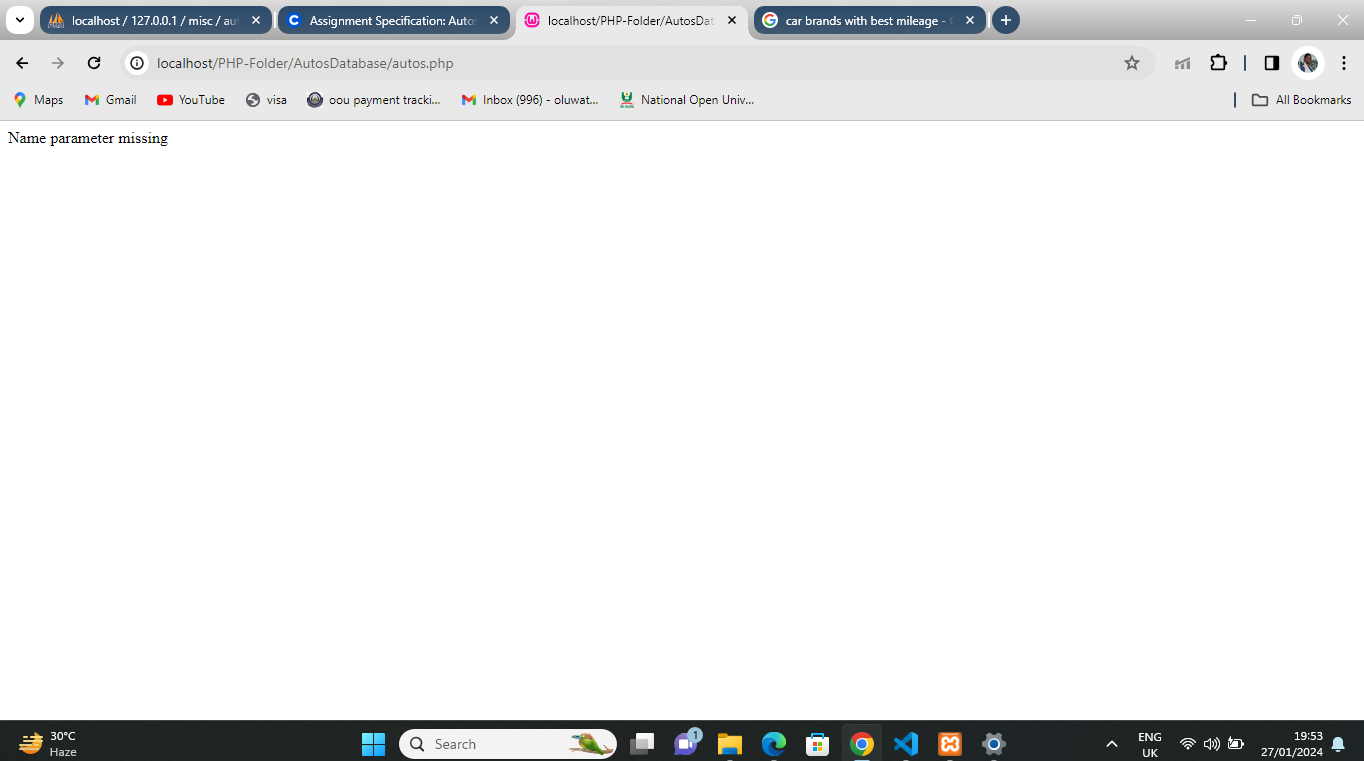 localhost / 127.0.0.1 / misc / aut
Assignment Specification: Autos
localhost/PHP-Folder/AutosDat
car brands with best mileage - G
localhost/PHP-Folder/AutosDatabase/autos.php
Maps
Gmail
YouTube
visa
oou payment tracki...
Inbox (996) - oluwat...
National Open Univ...
All Bookmarks
Name parameter missing
30°C
Haze
Search
1
ENG
UK
19:53
27/01/2024